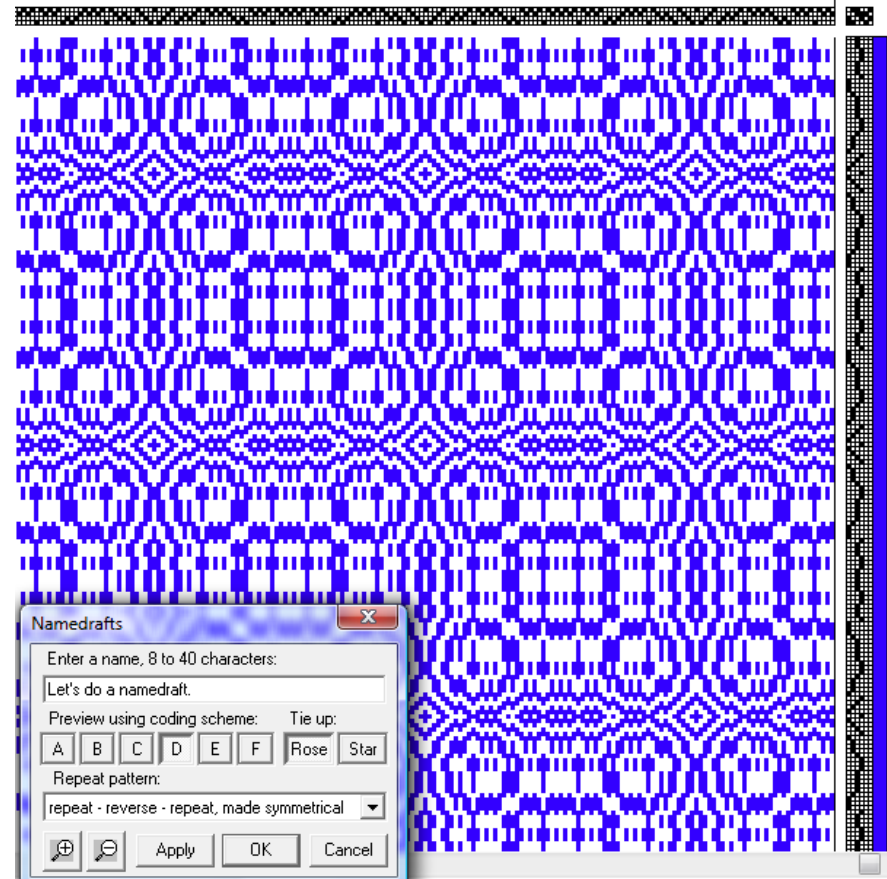 Namedrafts
Enter a name, 8 to 40 characters:
Let's do a namedraft.
Preview using coding scheme: Tie up:
A B C D E F Rose Star
Repeat pattern:
repeat - reverse - repeat, made symmetrical
Apply OK Cancel